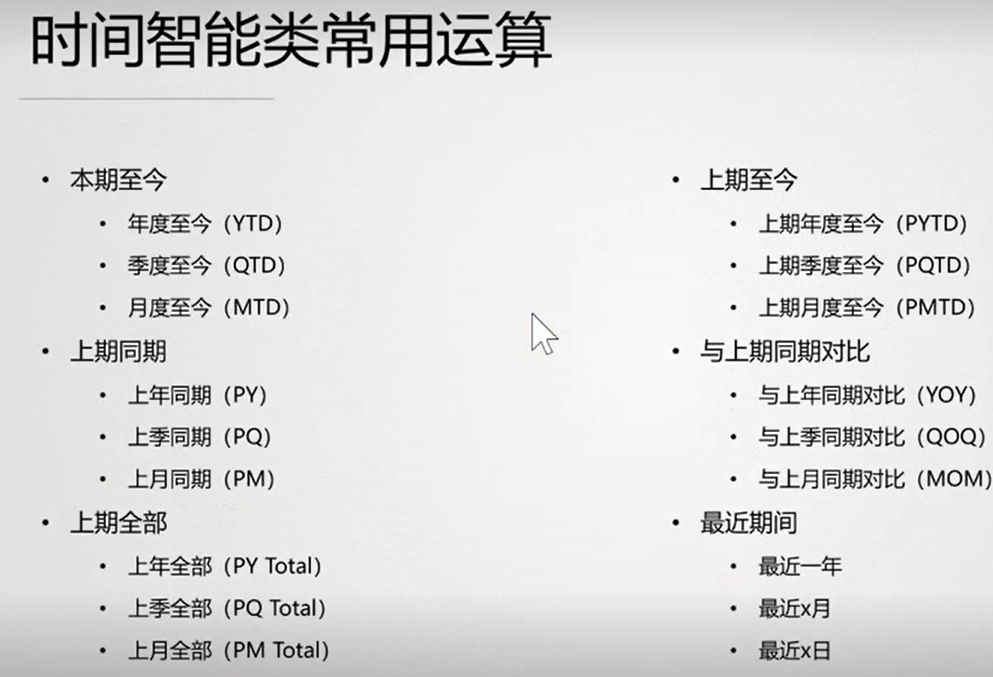 时间智能类常用运算
• 本期至今
• 年度至今（YTD）
• 季度至今（QTD）
• 月度至今（MTD）
• 上期同期
• 上年同期（PY）
• 上季同期（PQ）
• 上月同期（PM）
• 上期全部
• 上年全部（PY Total）
• 上季全部（PQ Total）
• 上月全部（PM Total）
• 上期至今
• 上期年度至今（PYTD）
• 上期季度至今（PQTD）
• 上期月度至今（PMTD）
• 与上期同期对比
• 与上年同期对比（YOY）
• 与上季同期对比（QOQ）
• 与上月同期对比（MOM）
• 最近期间
• 最近一年
• 最近x月
• 最近x日